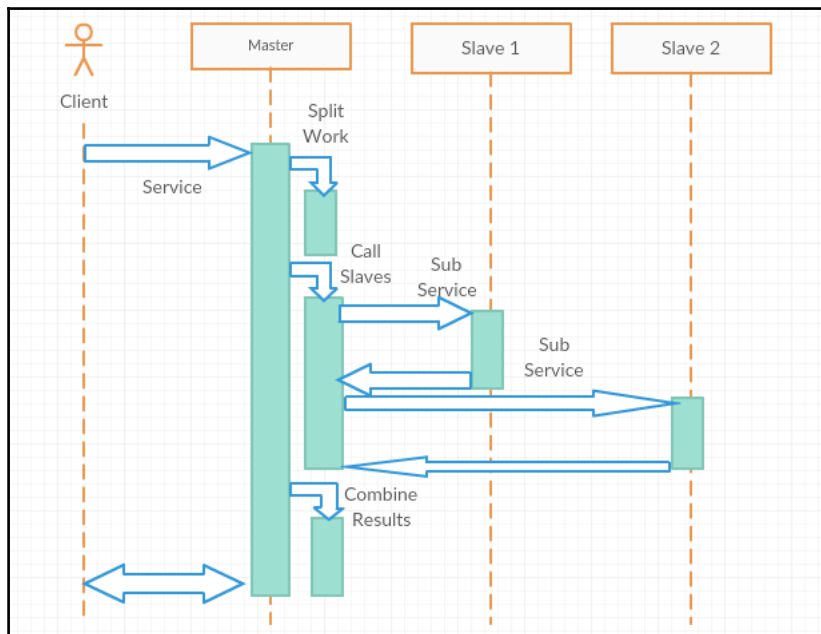 Master
Slave 1
Slave 2
Client
Split
Work
Service
Call
Slaves
Sub
Service
Sub
Service
Combine
Results